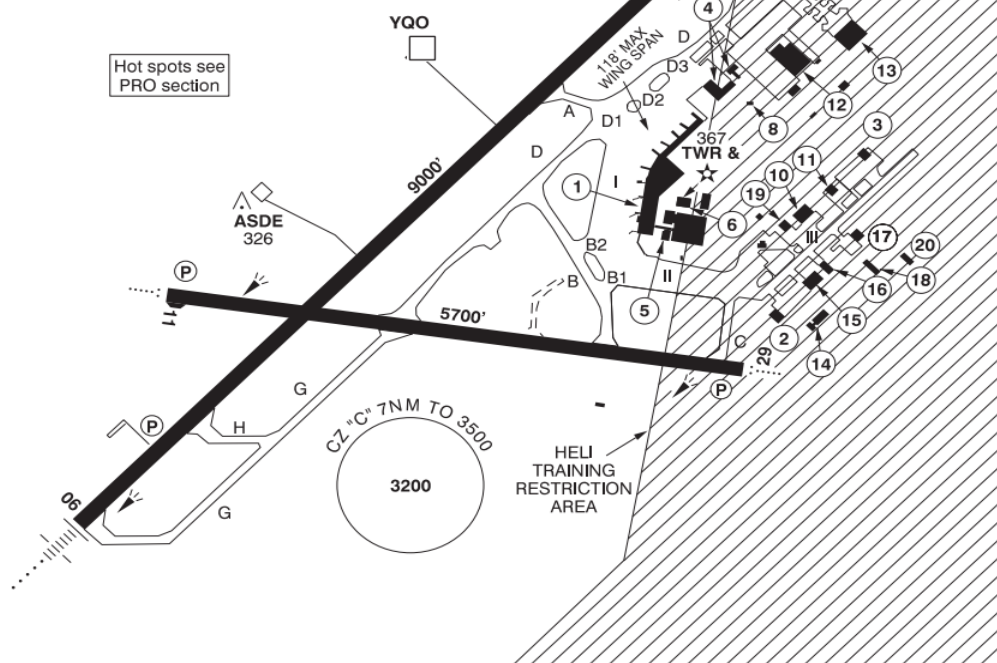 4
YQO
Hot spots see
PRO section
118' MAX
WING SPAN
D
D3
13
12
A
D1
D2
8
367
TWR &
3
9000'
D
1
I
11
10
19
6
ASDE
326
B2
III
17
20
P
B
B1
II
18
16
11
5700'
5
15
2
C
29
14
P
G
CZ "C" 7NM TO 3500
P
H
HELI
TRAINING
RESTRICTION
AREA
3200
06
G